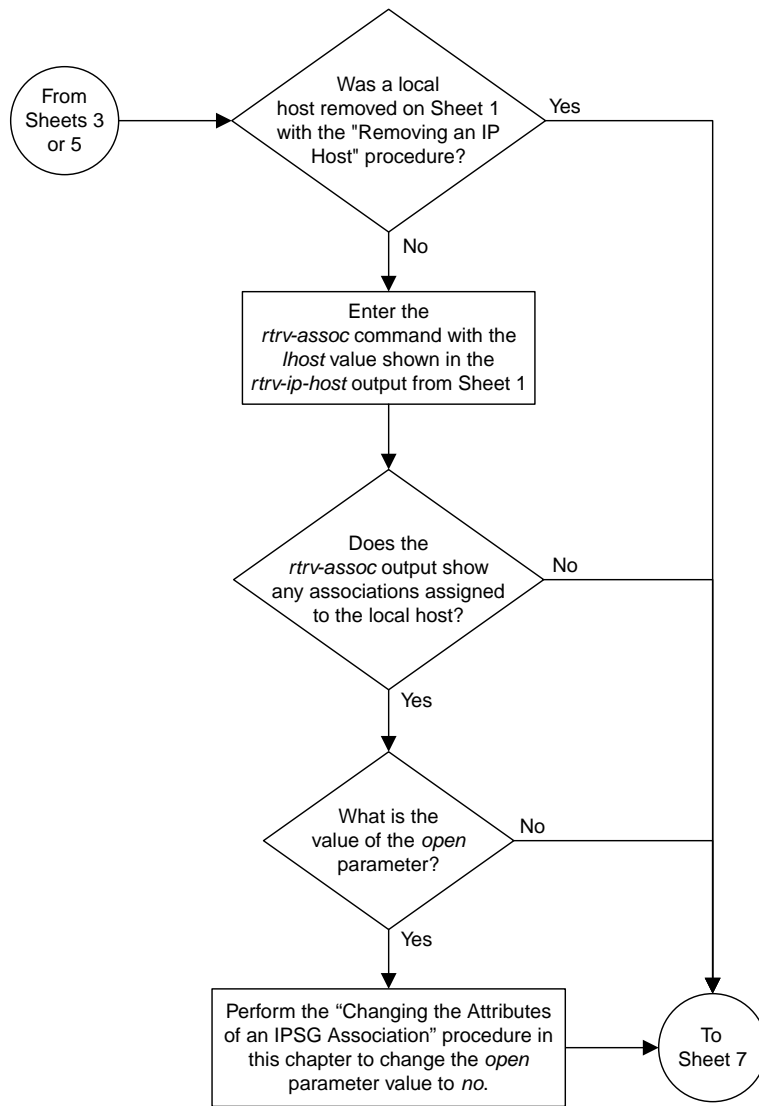 From
Sheets 3
or 5
Was a local
host removed on Sheet 1
with the "Removing an IP
Host" procedure?
Yes
No
Enter the
rtrv-assoc command with the
lhost value shown in the
rtrv-ip-host output from Sheet 1
Does the
rtrv-assoc output show
any associations assigned
to the local host?
No
Yes
What is the
value of the open
parameter?
No
Yes
Perform the “Changing the Attributes
of an IPSG Association” procedure in
this chapter to change the open
parameter value to no.
To
Sheet 7